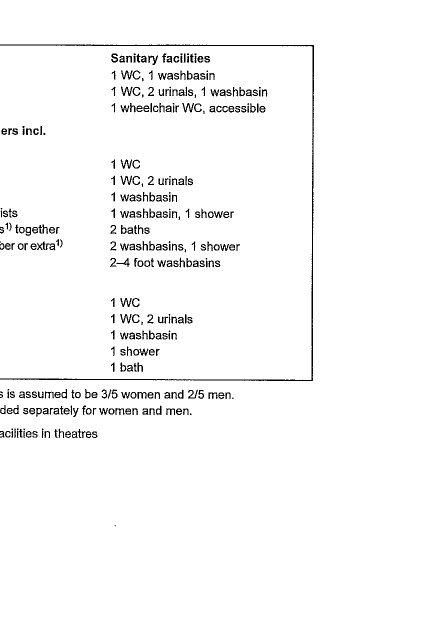 Sanitary facilities
1 WC, 1 washbasin
1 WC, 2 urinals, 1 washbasin
1 wheelchair WC, accessible
ers incl.
1 WC
1 WC, 2 urinals
1 washbasin
ists 1 washbasin, 1 shower
s¹⁾ together 2 baths
ber or extra¹⁾ 2 washbasins, 1 shower
2–4 foot washbasins
1 WC
1 WC, 2 urinals
1 washbasin
1 shower
1 bath
s is assumed to be 3/5 women and 2/5 men.
ded separately for women and men.
acilities in theatres